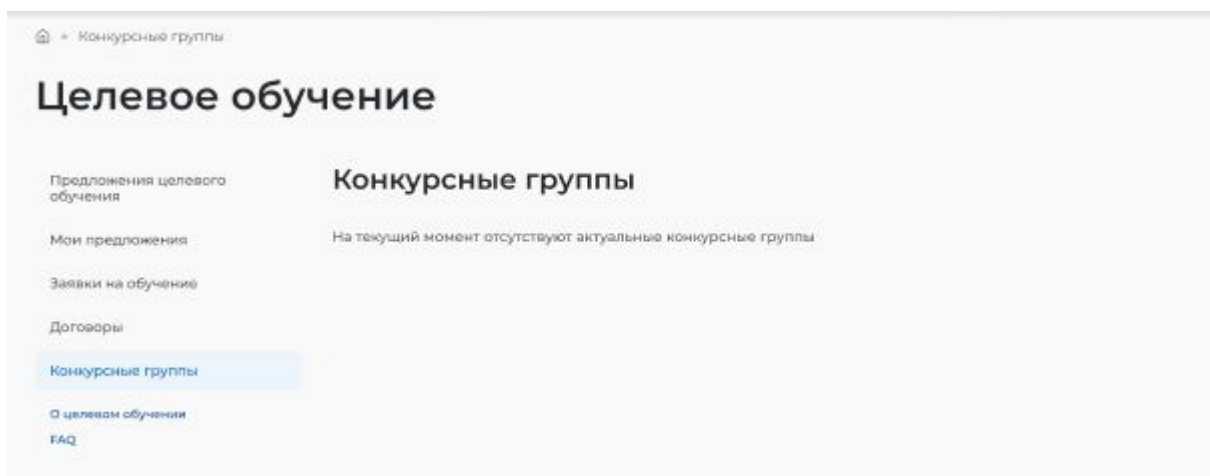 Конкурсные группы
Целевое обучение
Предложения целевого
обучения
Мои предложения
Заявки на обучение
Договоры
Конкурсные группы
О целевом обучении
FAQ
Конкурсные группы
На текущий момент отсутствуют актуальные конкурсные группы